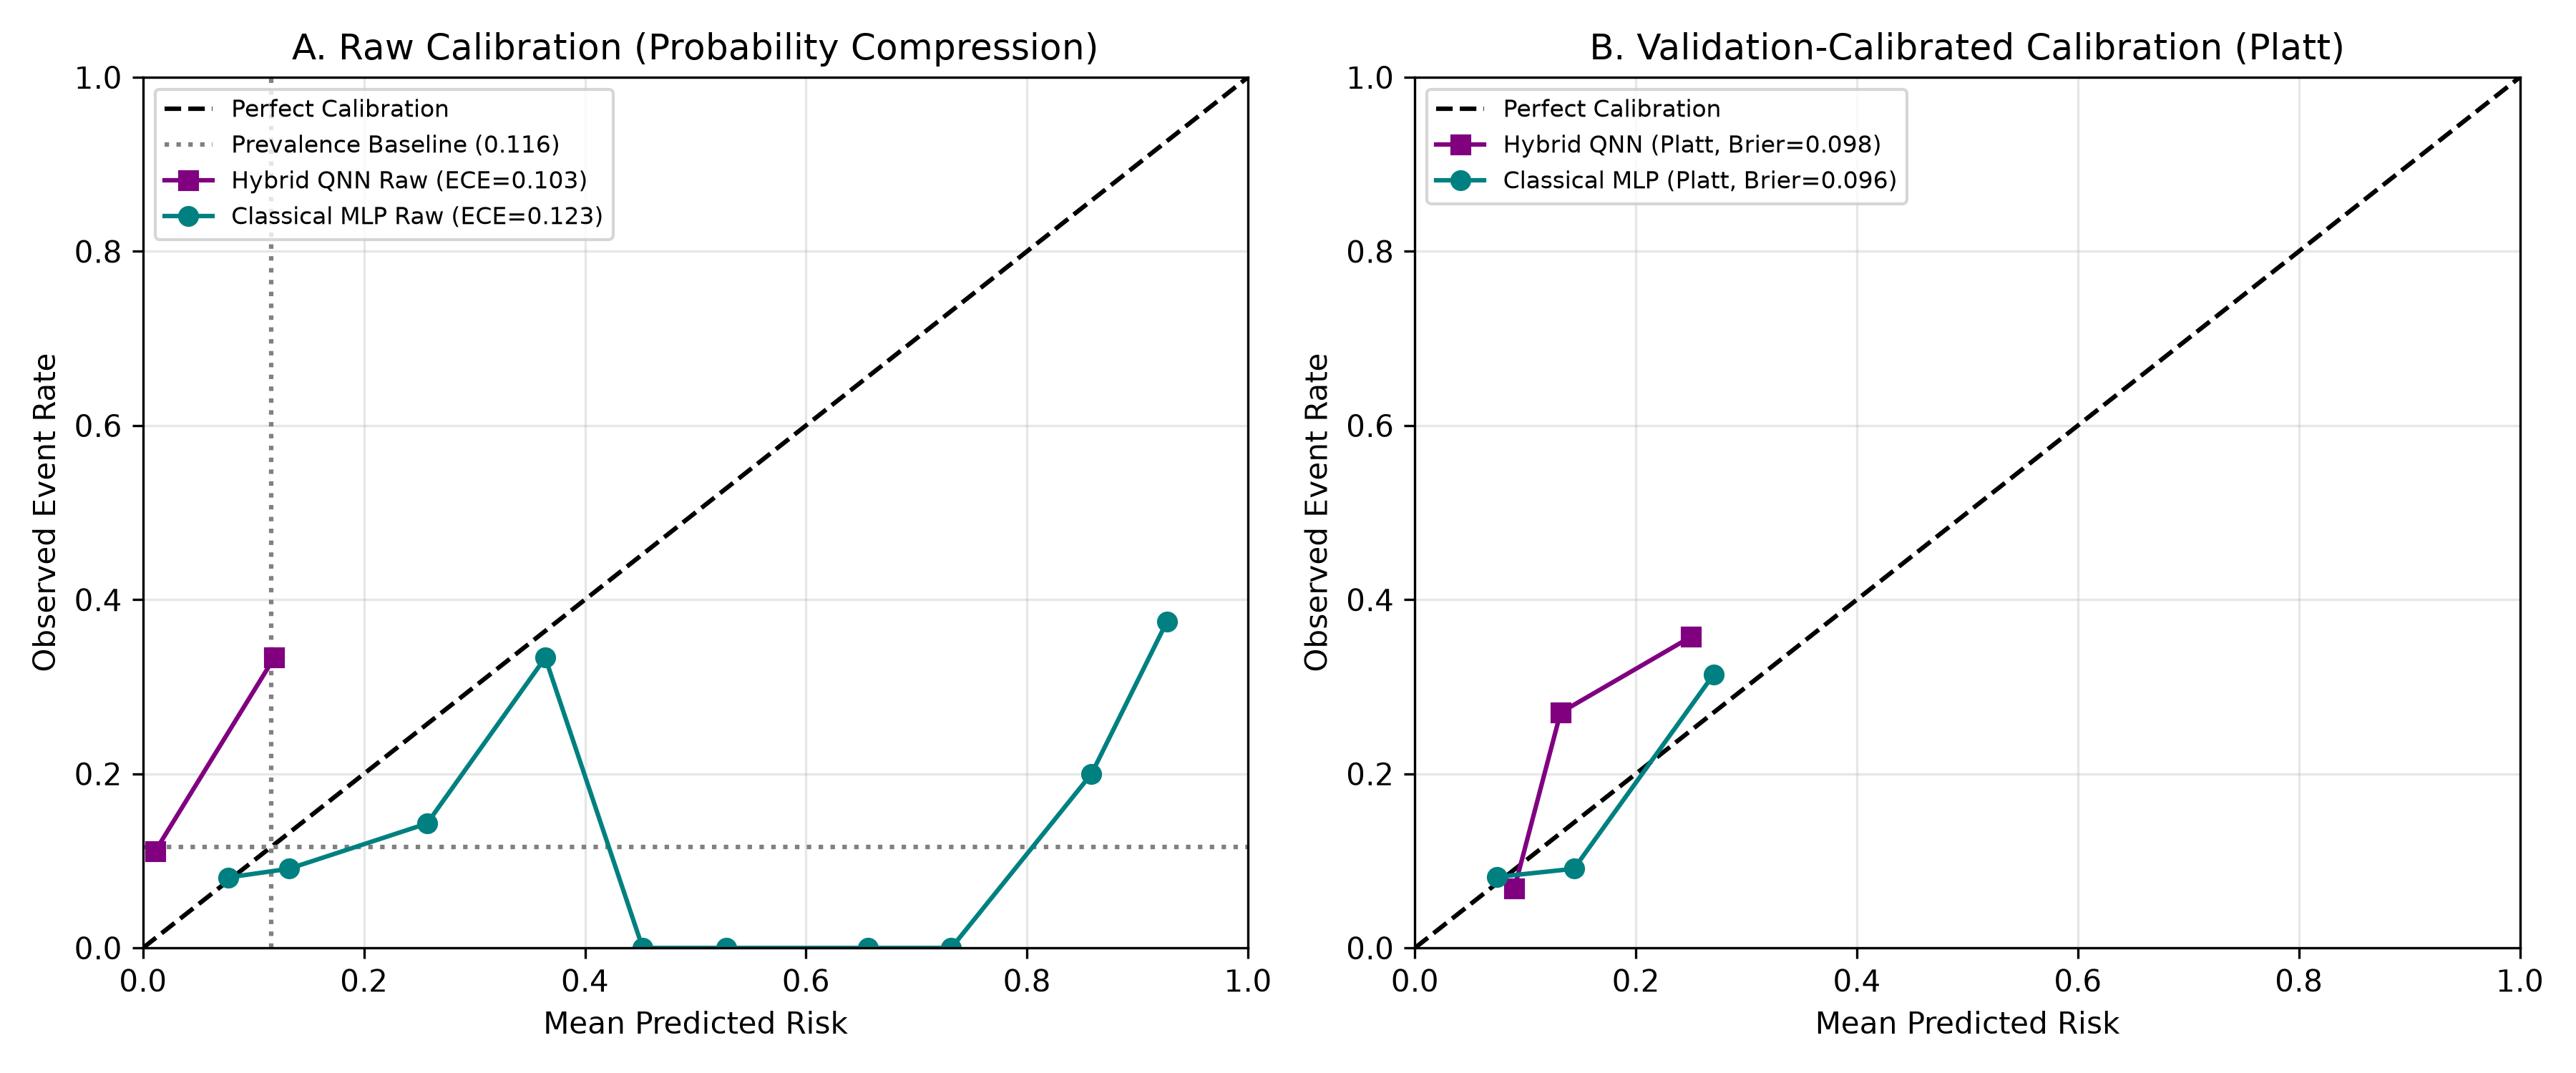 A. Raw Calibration (Probability Compression)
1.0
0.8
0.6
0.4
0.2
0.0
Observed Event Rate
Perfect Calibration
Prevalence Baseline (0.116)
Hybrid QNN Raw (ECE=0.103)
Classical MLP Raw (ECE=0.123)
0.0 0.2 0.4 0.6 0.8 1.0
Mean Predicted Risk
B. Validation-Calibrated Calibration (Platt)
1.0
0.8
0.6
0.4
0.2
0.0
Observed Event Rate
Perfect Calibration
Hybrid QNN (Platt, Brier=0.098)
Classical MLP (Platt, Brier=0.096)
0.0 0.2 0.4 0.6 0.8 1.0
Mean Predicted Risk